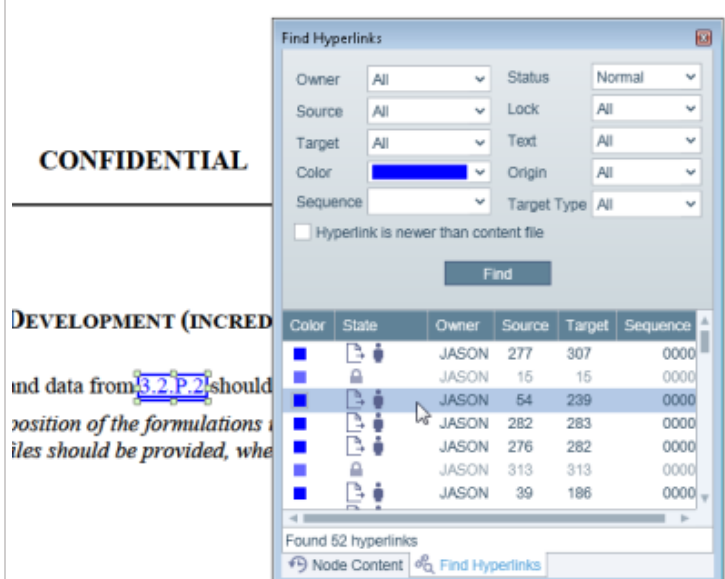 CONFIDENTIAL
DEVELOPMENT (INCRED
and data from 3.2.P.2 should
position of the formulations
iles should be provided, whe
Find Hyperlinks
Owner All Status Normal
Source All Lock All
Target All Text All
Color Origin All
Sequence Target Type All
Hyperlink is newer than content file
Find
Color State Owner Source Target Sequence
JASON 277 307 0000
JASON 15 15 0000
JASON 54 239 0000
JASON 282 283 0000
JASON 276 282 0000
JASON 313 313 0000
JASON 39 186 0000
Found 52 hyperlinks
Node Content Find Hyperlinks